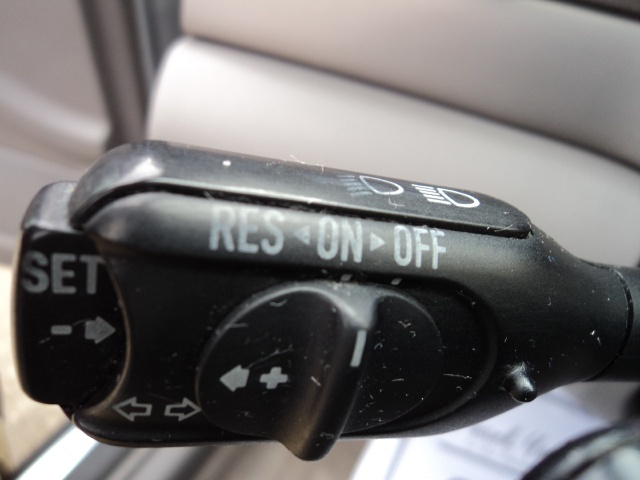 RES ◄ ON ► OFF
SET
-
+